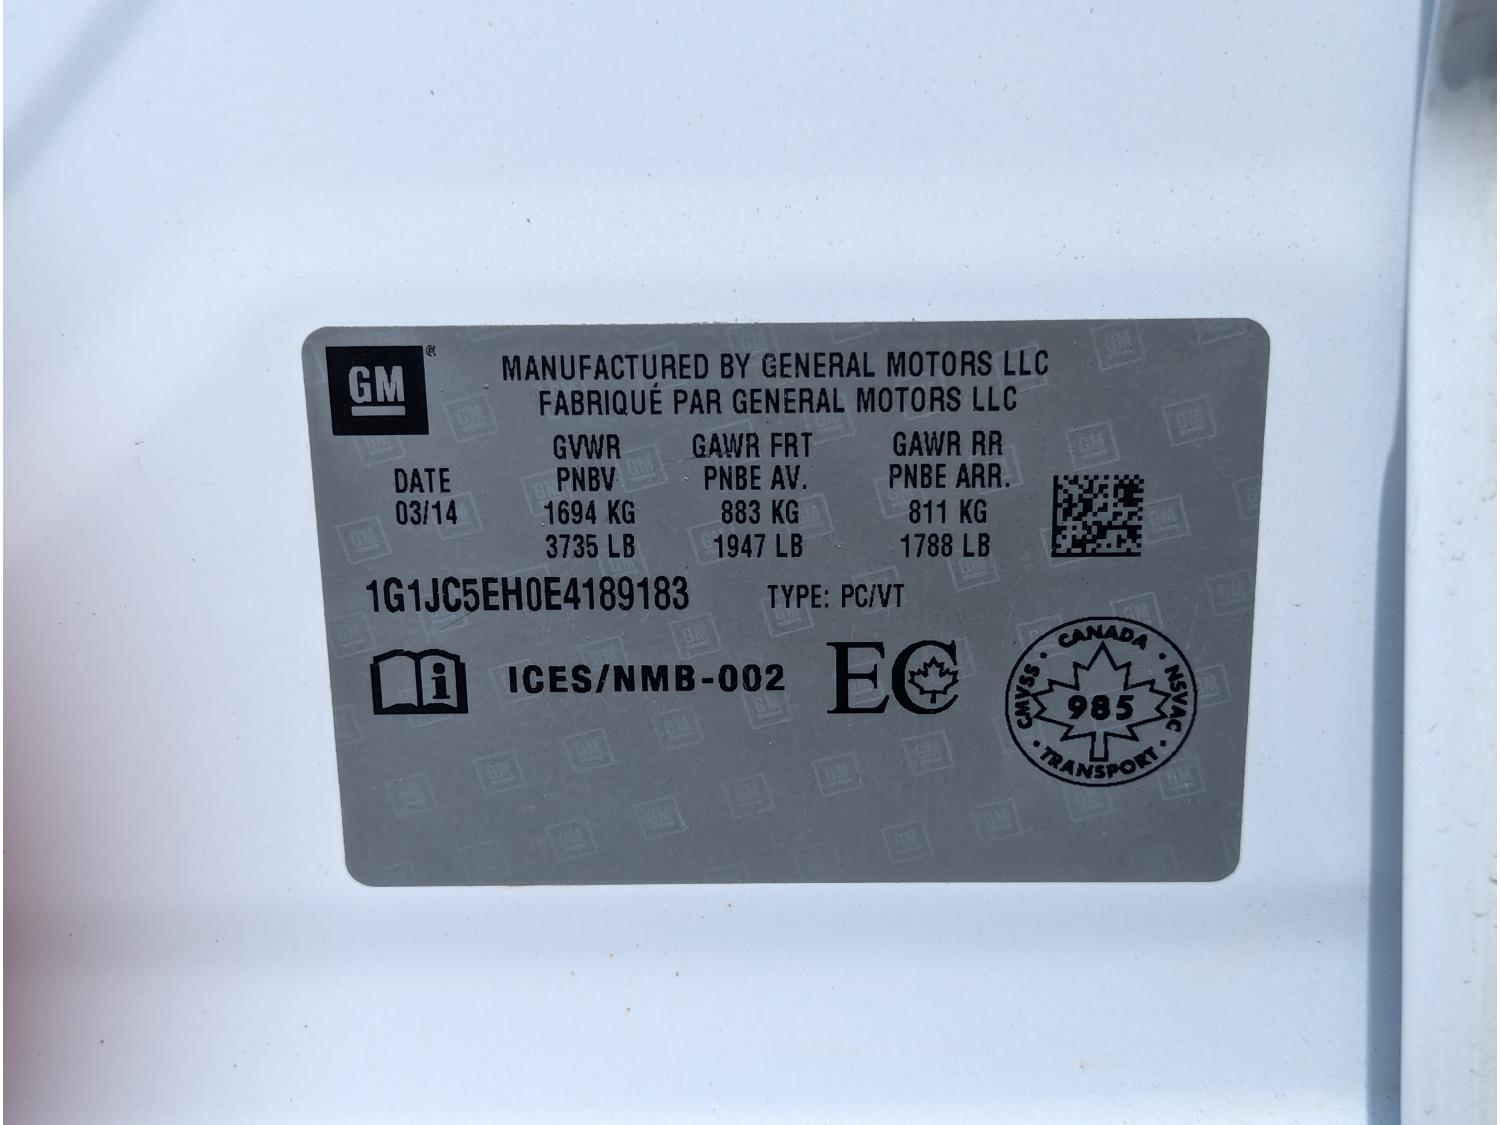 GM
MANUFACTURED BY GENERAL MOTORS LLC
FABRIQUÉ PAR GENERAL MOTORS LLC
GVWR GAWR FRT GAWR RR
DATE PNBV PNBE AV. PNBE ARR.
03/14 1694 KG 883 KG 811 KG
3735 LB 1947 LB 1788 LB
1G1JC5EH0E4189183 TYPE: PC/VT
i ICES/NMB-002 EC
CANADA
CMVSS · NSVAC
985
TRANSPORT